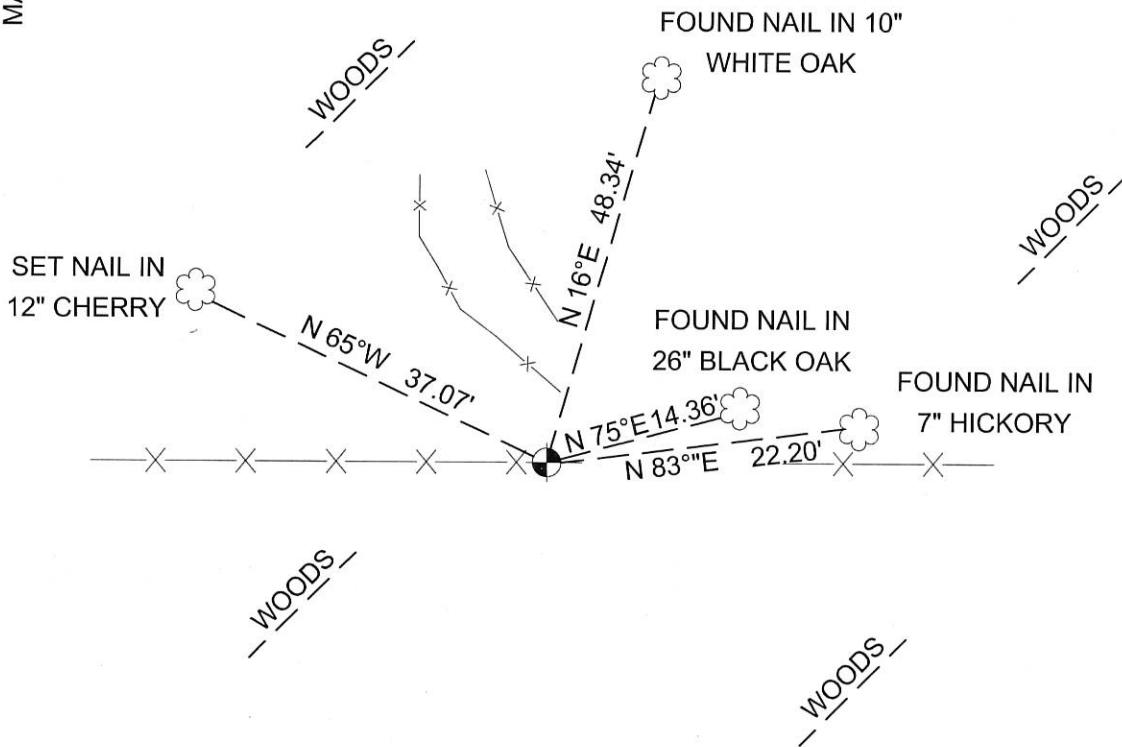 MA
FOUND NAIL IN 10"
WHITE OAK
WOODS
N 16°E 48.34'
WOODS
SET NAIL IN
12" CHERRY
N 65°W 37.07'
FOUND NAIL IN
26" BLACK OAK
FOUND NAIL IN
7" HICKORY
N 75°E 14.36'
N 83°"E 22.20'
WOODS
WOODS